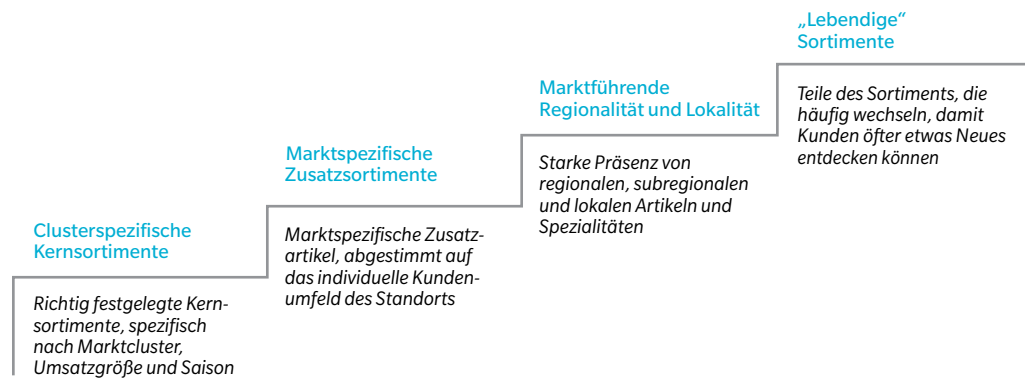 Clusterspezifische
Kernsortimente
Richtig festgelegte Kern-
sortimente, spezifisch
nach Marktcluster,
Umsatzgröße und Saison
Marktspezifische
Zusatzsortimente
Marktspezifische Zusatz-
artikel, abgestimmt auf
das individuelle Kunden-
umfeld des Standorts
Marktführende
Regionalität und Lokalität
Starke Präsenz von
regionalen, subregionalen
und lokalen Artikeln und
Spezialitäten
„Lebendige“
Sortimente
Teile des Sortiments, die
häufig wechseln, damit
Kunden öfter etwas Neues
entdecken können